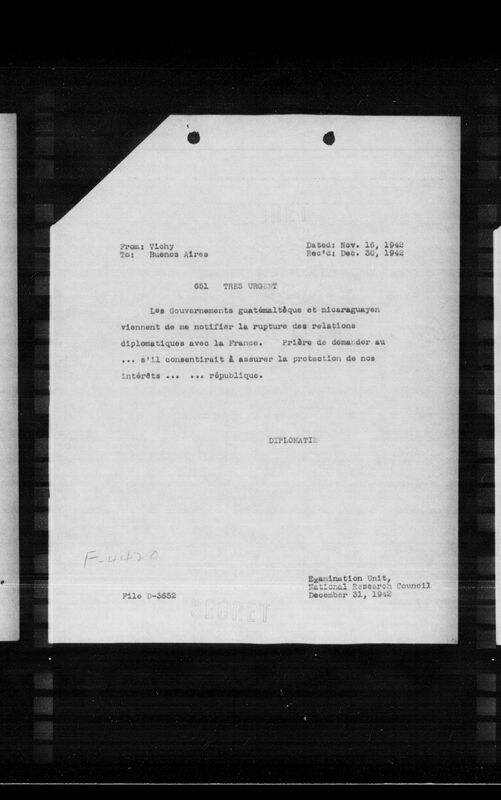 From: Vichy
To: Buenos Aires
Dated: Nov. 16, 1942
Rec'd: Dec. 30, 1942
651 TRES URGENT
Les Gouvernements guatémaltèque et nicaraguayen
viennent de me notifier la rupture des relations
diplomatiques avec la France. Prière de demander au
... s'il consentirait à assurer la protection de nos
intérêts ... ... république.
DIPLOMATIE
F-4420
Examination Unit,
National Research Council
December 31, 1942
File D-3652
SECRET